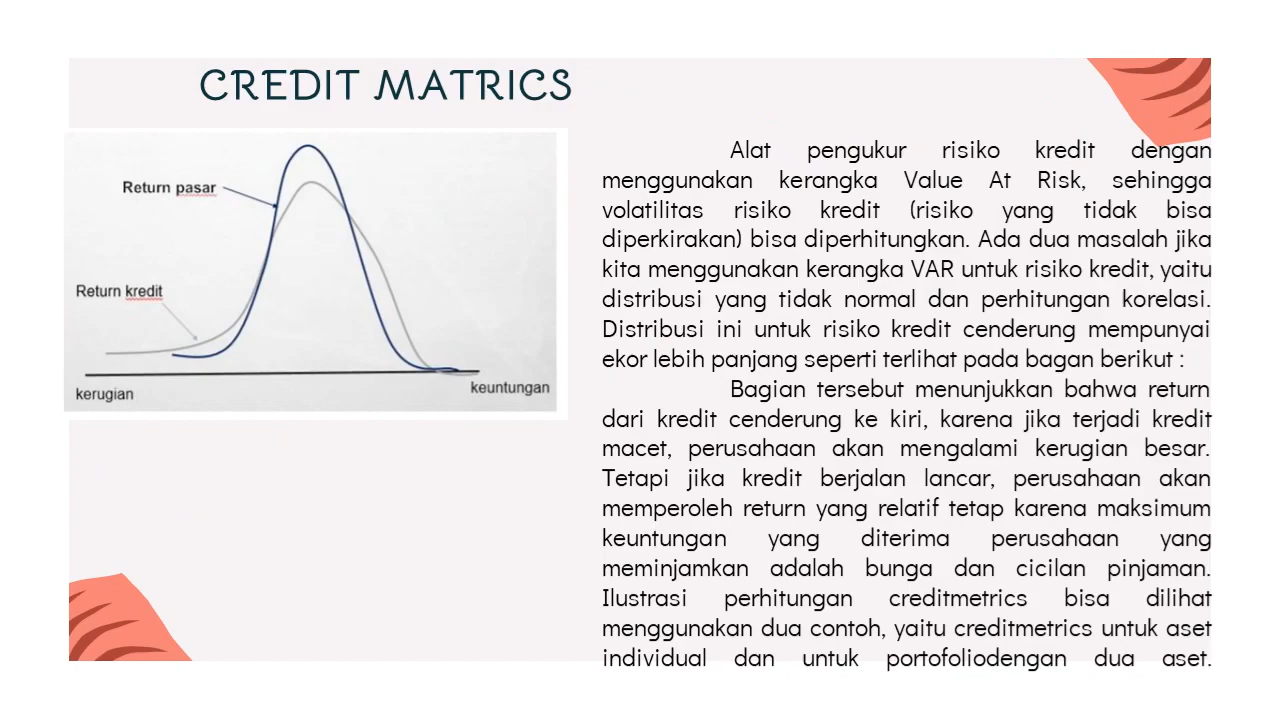 CREDIT MATRICS
Return pasar
Return kredit
kerugian
keuntungan
Alat pengukur risiko kredit dengan
menggunakan kerangka Value At Risk, sehingga
volatilitas risiko kredit (risiko yang tidak bisa
diperkirakan) bisa diperhitungkan. Ada dua masalah jika
kita menggunakan kerangka VAR untuk risiko kredit, yaitu
distribusi yang tidak normal dan perhitungan korelasi.
Distribusi ini untuk risiko kredit cenderung mempunyai
ekor lebih panjang seperti terlihat pada bagan berikut :
Bagian tersebut menunjukkan bahwa return
dari kredit cenderung ke kiri, karena jika terjadi kredit
macet, perusahaan akan mengalami kerugian besar.
Tetapi jika kredit berjalan lancar, perusahaan akan
memperoleh return yang relatif tetap karena maksimum
keuntungan yang diterima perusahaan yang
meminjamkan adalah bunga dan cicilan pinjaman.
Ilustrasi perhitungan creditmetrics bisa dilihat
menggunakan dua contoh, yaitu creditmetrics untuk aset
individual dan untuk portofoliodengan dua aset.